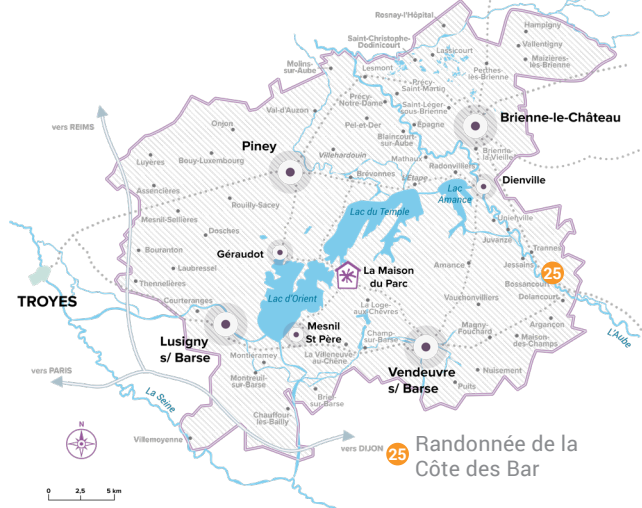 Rosnay-l'Hôpital
Hampigny
Vallentigny
Maizières-
les-Brienne
Saint-Christophe-
Dodinicourt
Lassicourt
Perthes-
lès-Brienne
Molins-
sur-Aube
Lesmont
Précy-
Saint-Martin
Précy-
Notre-Dame
Saint-Léger
sous-Brienne
Épagne
Brienne-le-Château
Val-d'Auzon
Onjon
Pel-et-Der
Blaincourt-
sur-Aube
vers REIMS
Piney
Villehardouin
Mathaux
Brienne-
la-Vieille
Radonvilliers
Luyères
Bouy-Luxembourg
Brévonnes
L'Étape
Dienville
Assencières
Lac
Amance
Rouilly-Sacey
Lac du Temple
Mesnil-Sellières
Unienville
Dosches
Juvanzé
Bouranton
Géraudot
Trannes
Laubressel
Jessains
La Maison
du Parc
Amance
25
Bossancourt
Thennelières
TROYES
Courteranges
Lac d'Orient
Vauchonvilliers
Dolancourt
La Loge-
aux-Chèvres
Mesnil
St Père
Magny-
Fouchard
Argançon
L'Aube
Lusigny
s/ Barse
Champ-
sur-Barse
Maison-
des-Champs
Montiéramey
La Villeneuve-
au-Chêne
Vendeuvre
s/ Barse
Nuisement
vers PARIS
Montreuil-
sur-Barse
Puits
La Seine
Briel-
sur-Barse
Chauffour-
lès-Bailly
N
Villemoyenne
vers DIJON
25
Randonnée de la
Côte des Bar
0 2,5 5 km